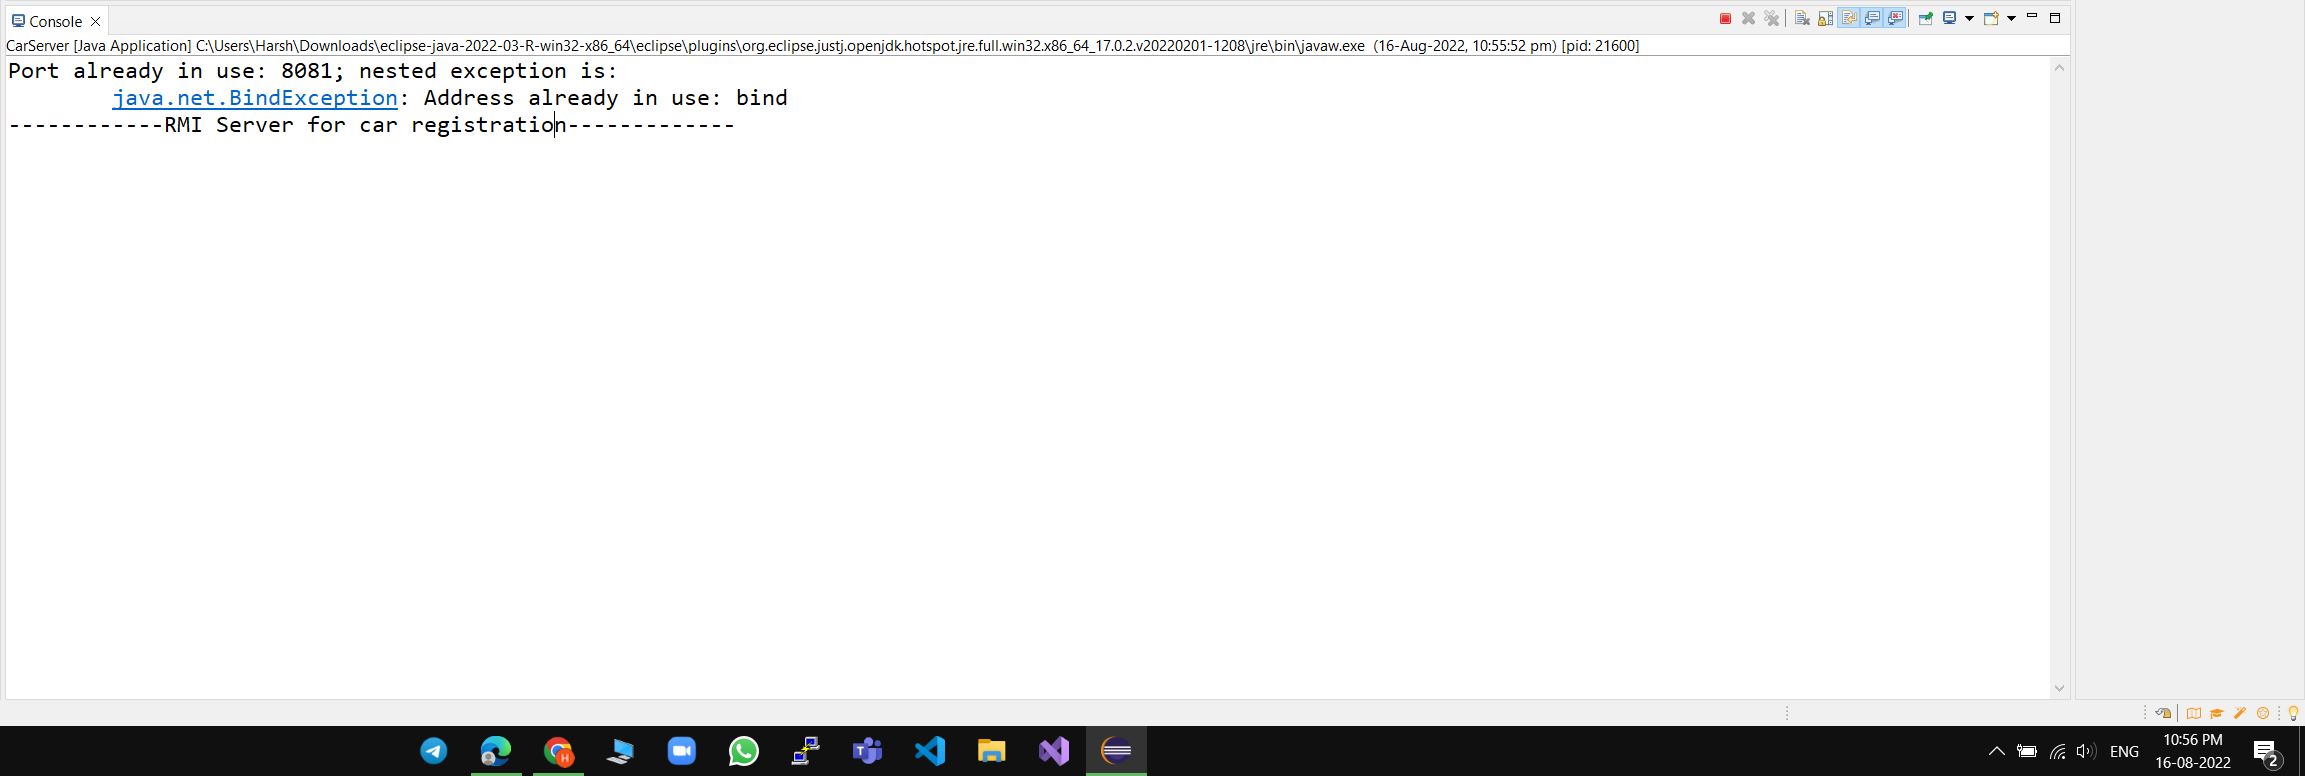 Console
CarServer [Java Application] C:\Users\Harsh\Downloads\eclipse-java-2022-03-R-win32-x86_64\eclipse\plugins\org.eclipse.justj.openjdk.hotspot.jre.full.win32.x86_64_17.0.2.v20220201-1208\jre\bin\javaw.exe (16-Aug-2022, 10:55:52 pm) [pid: 21600]
Port already in use: 8081; nested exception is:
java.net.BindException: Address already in use: bind
------------RMI Server for car registration-------------
H
ENG
10:56 PM
16-08-2022
2